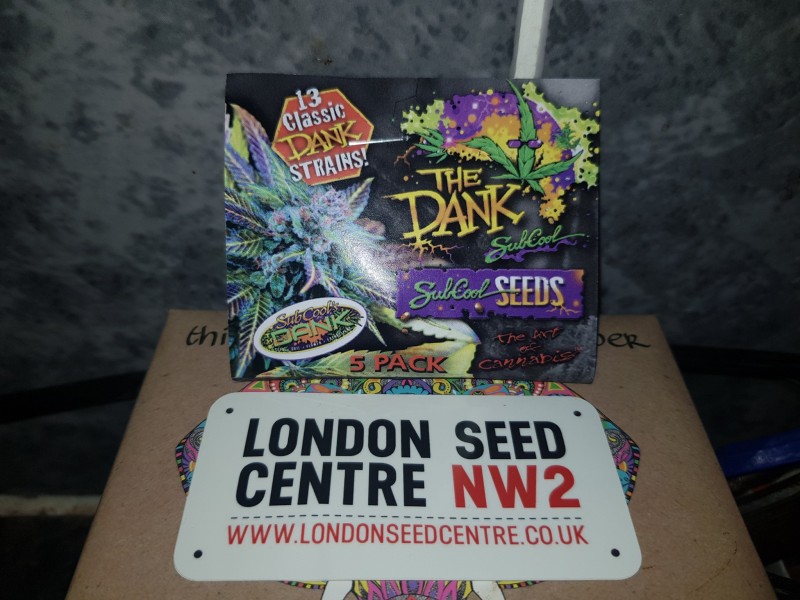 13
Classic
DANK
STRAINS!
THE
DANK
SubCool
SubCool SEEDS
SubCool's
DANK
5 PACK
The Art
of
Cannabis
LONDON SEED
CENTRE NW2
WWW.LONDONSEEDCENTRE.CO.UK